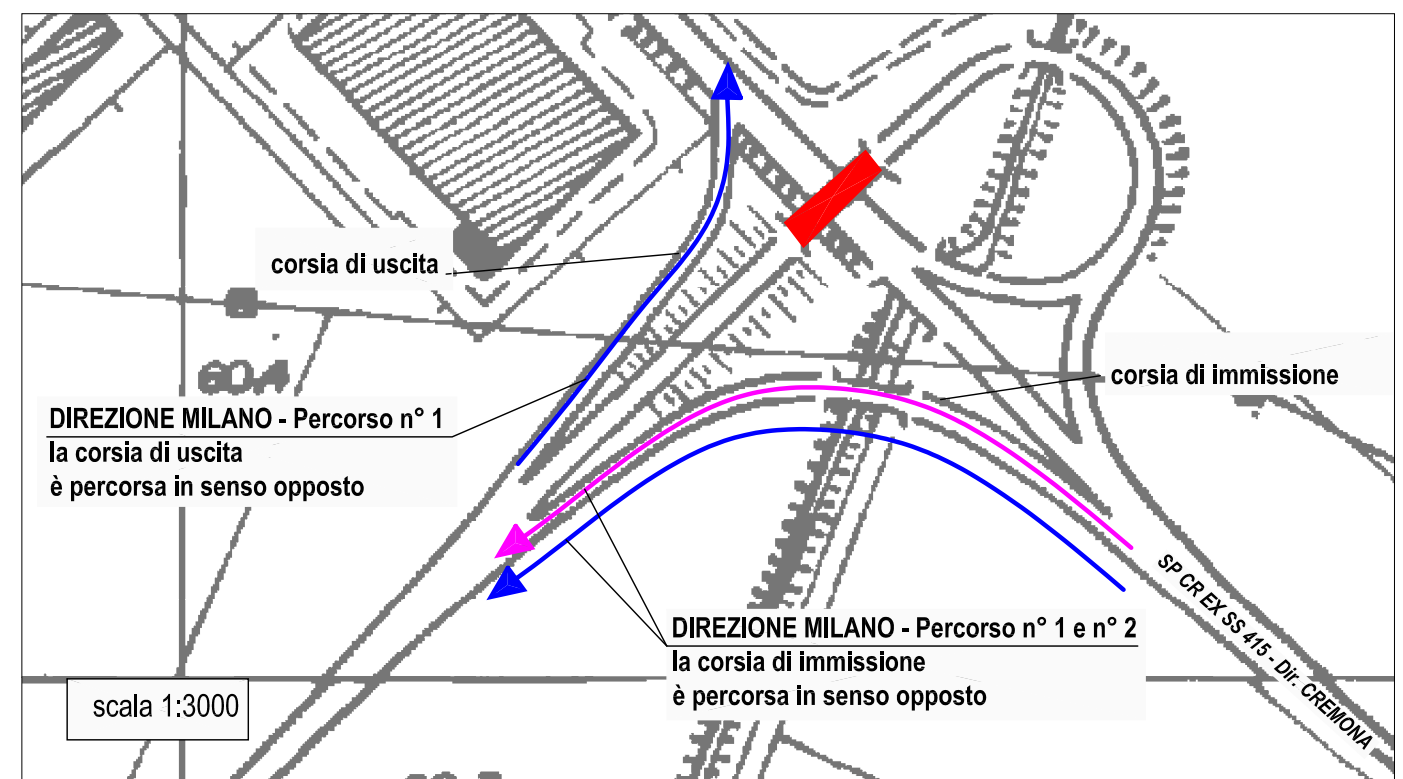 corsia di uscita
60.4
DIREZIONE MILANO - Percorso n° 1
la corsia di uscita
è percorsa in senso opposto
corsia di immissione
DIREZIONE MILANO - Percorso n° 1 e n° 2
la corsia di immissione
è percorsa in senso opposto
SP CR EX SS 415 - Dir. CREMONA
scala 1:3000